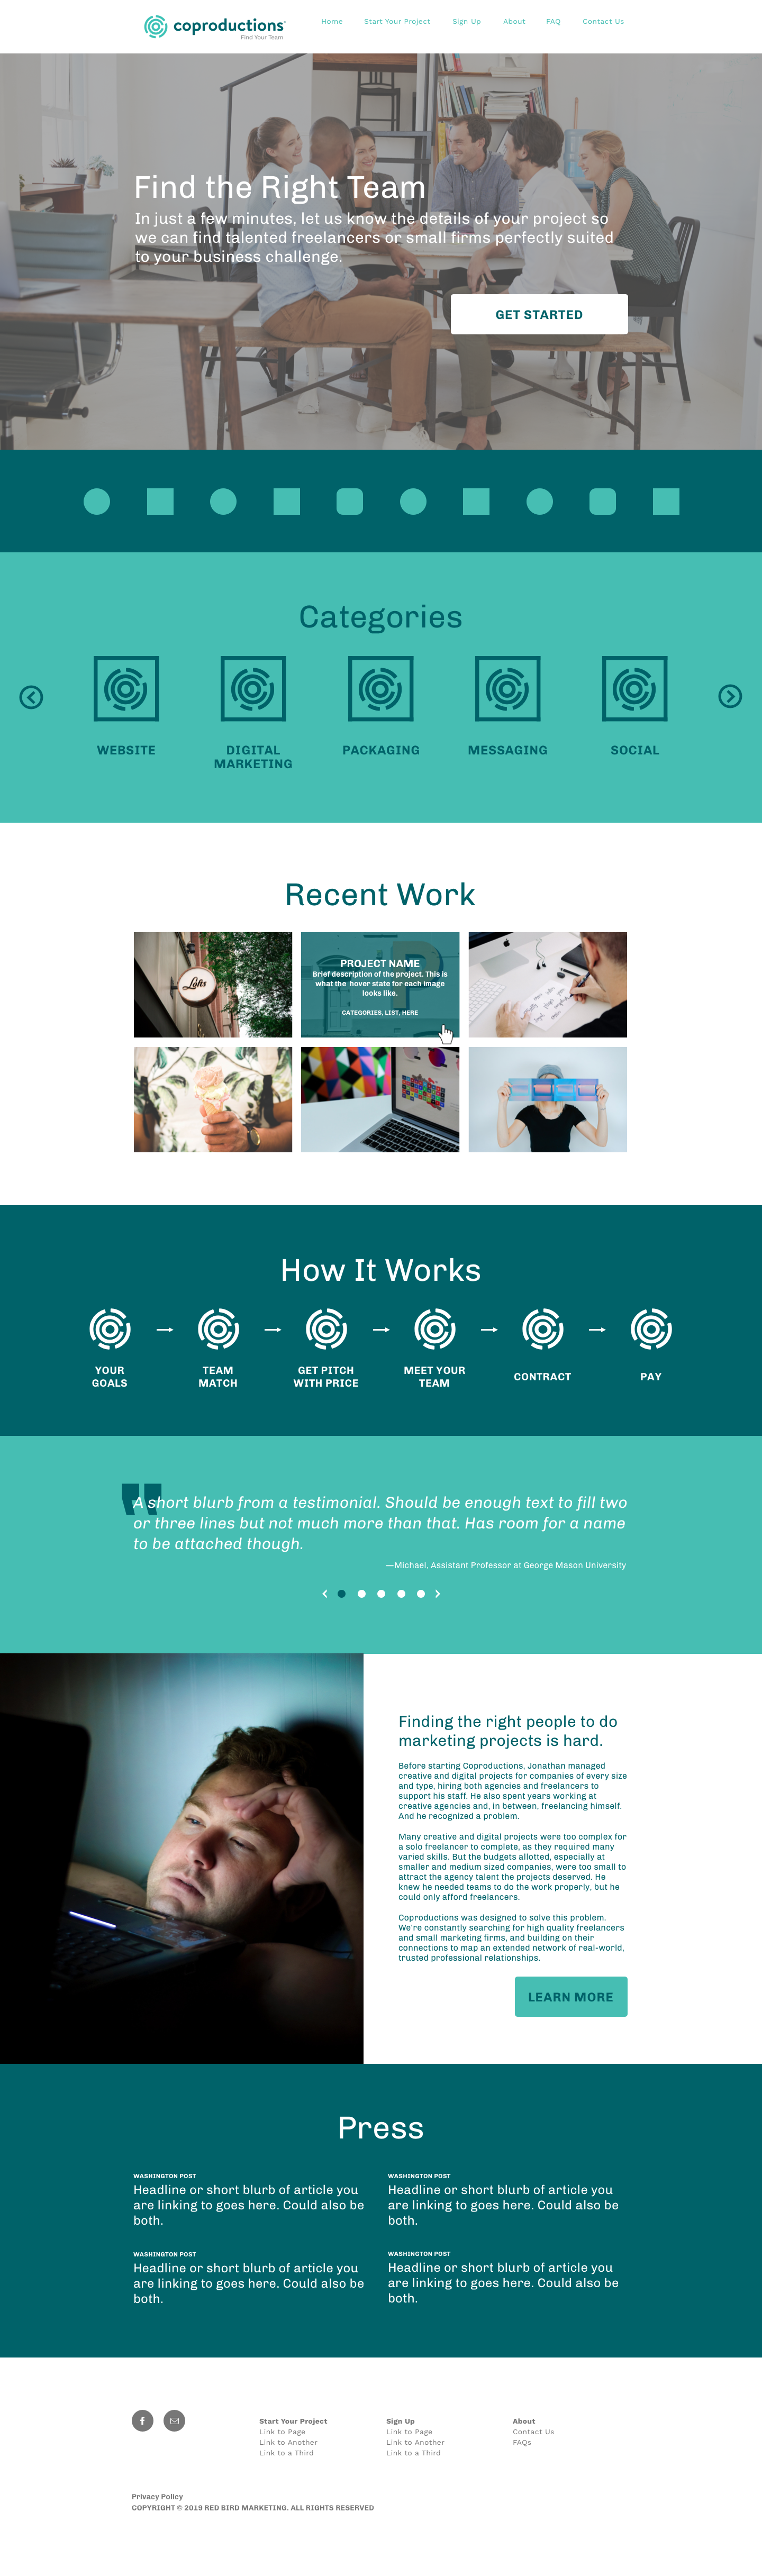 coproductions
Find Your Team
Home Start Your Project Sign Up About FAQ Contact Us
Find the Right Team
In just a few minutes, let us know the details of your project so
we can find talented freelancers or small firms perfectly suited
to your business challenge.
GET STARTED
Categories
WEBSITE
DIGITAL
MARKETING
PACKAGING
MESSAGING
SOCIAL
Recent Work
Lofts
PROJECT NAME
Brief description of the project. This is
what the hover state for each image
looks like.
CATEGORIES, LIST, HERE
How It Works
YOUR
GOALS
TEAM
MATCH
GET PITCH
WITH PRICE
MEET YOUR
TEAM
CONTRACT
PAY
"
A short blurb from a testimonial. Should be enough text to fill two
or three lines but not much more than that. Has room for a name
to be attached though.
—Michael, Assistant Professor at George Mason University
Finding the right people to do
marketing projects is hard.
Before starting Coproductions, Jonathan managed
creative and digital projects for companies of every size
and type, hiring both agencies and freelancers to
support his staff. He also spent years working at
creative agencies and, in between, freelancing himself.
And he recognized a problem.
Many creative and digital projects were too complex for
a solo freelancer to complete, as they required many
varied skills. But the budgets allotted, especially at
smaller and medium sized companies, were too small to
attract the agency talent the projects deserved. He
knew he needed teams to do the work properly, but he
could only afford freelancers.
Coproductions was designed to solve this problem.
We're constantly searching for high quality freelancers
and small marketing firms, and building on their
connections to map an extended network of real-world,
trusted professional relationships.
LEARN MORE
Press
WASHINGTON POST
Headline or short blurb of article you
are linking to goes here. Could also be
both.
WASHINGTON POST
Headline or short blurb of article you
are linking to goes here. Could also be
both.
WASHINGTON POST
Headline or short blurb of article you
are linking to goes here. Could also be
both.
WASHINGTON POST
Headline or short blurb of article you
are linking to goes here. Could also be
both.
Start Your Project
Link to Page
Link to Another
Link to a Third
Sign Up
Link to Page
Link to Another
Link to a Third
About
Contact Us
FAQs
Privacy Policy
COPYRIGHT © 2019 RED BIRD MARKETING. ALL RIGHTS RESERVED